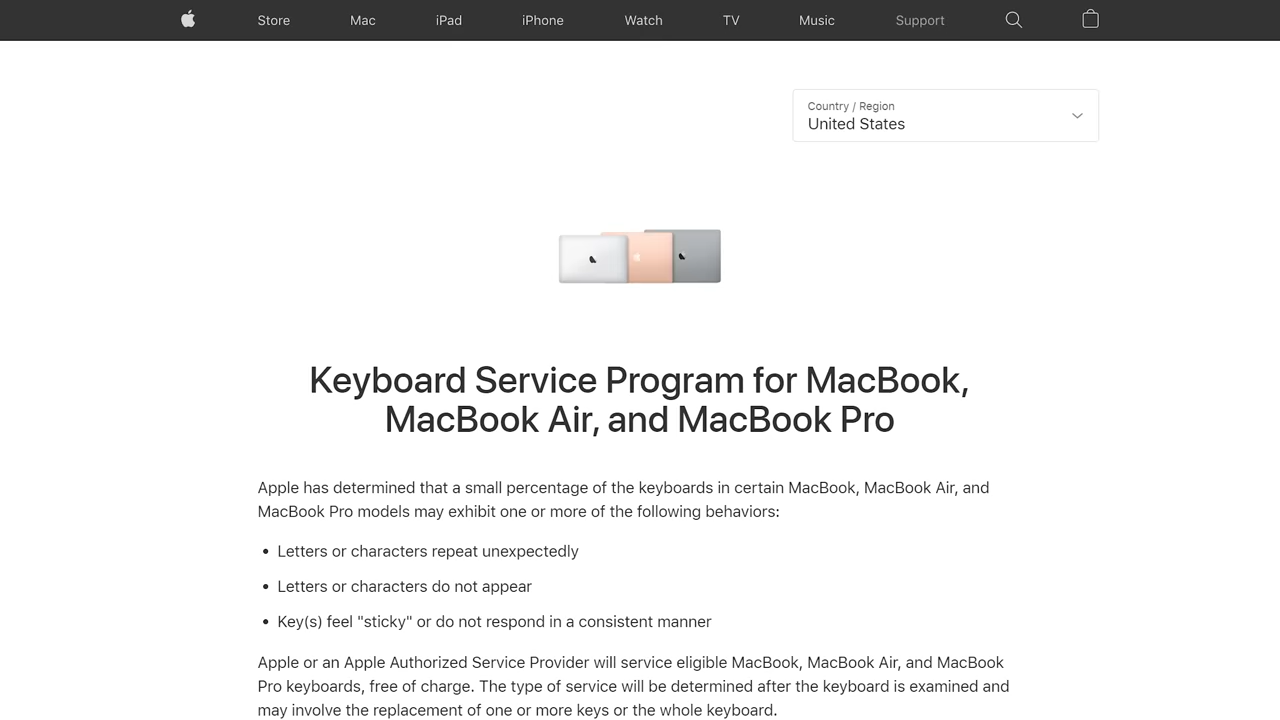 Store Mac iPad iPhone Watch TV Music Support
Country / Region
United States
Keyboard Service Program for MacBook,
MacBook Air, and MacBook Pro
Apple has determined that a small percentage of the keyboards in certain MacBook, MacBook Air, and
MacBook Pro models may exhibit one or more of the following behaviors:
• Letters or characters repeat unexpectedly
• Letters or characters do not appear
• Key(s) feel "sticky" or do not respond in a consistent manner
Apple or an Apple Authorized Service Provider will service eligible MacBook, MacBook Air, and MacBook
Pro keyboards, free of charge. The type of service will be determined after the keyboard is examined and
may involve the replacement of one or more keys or the whole keyboard.